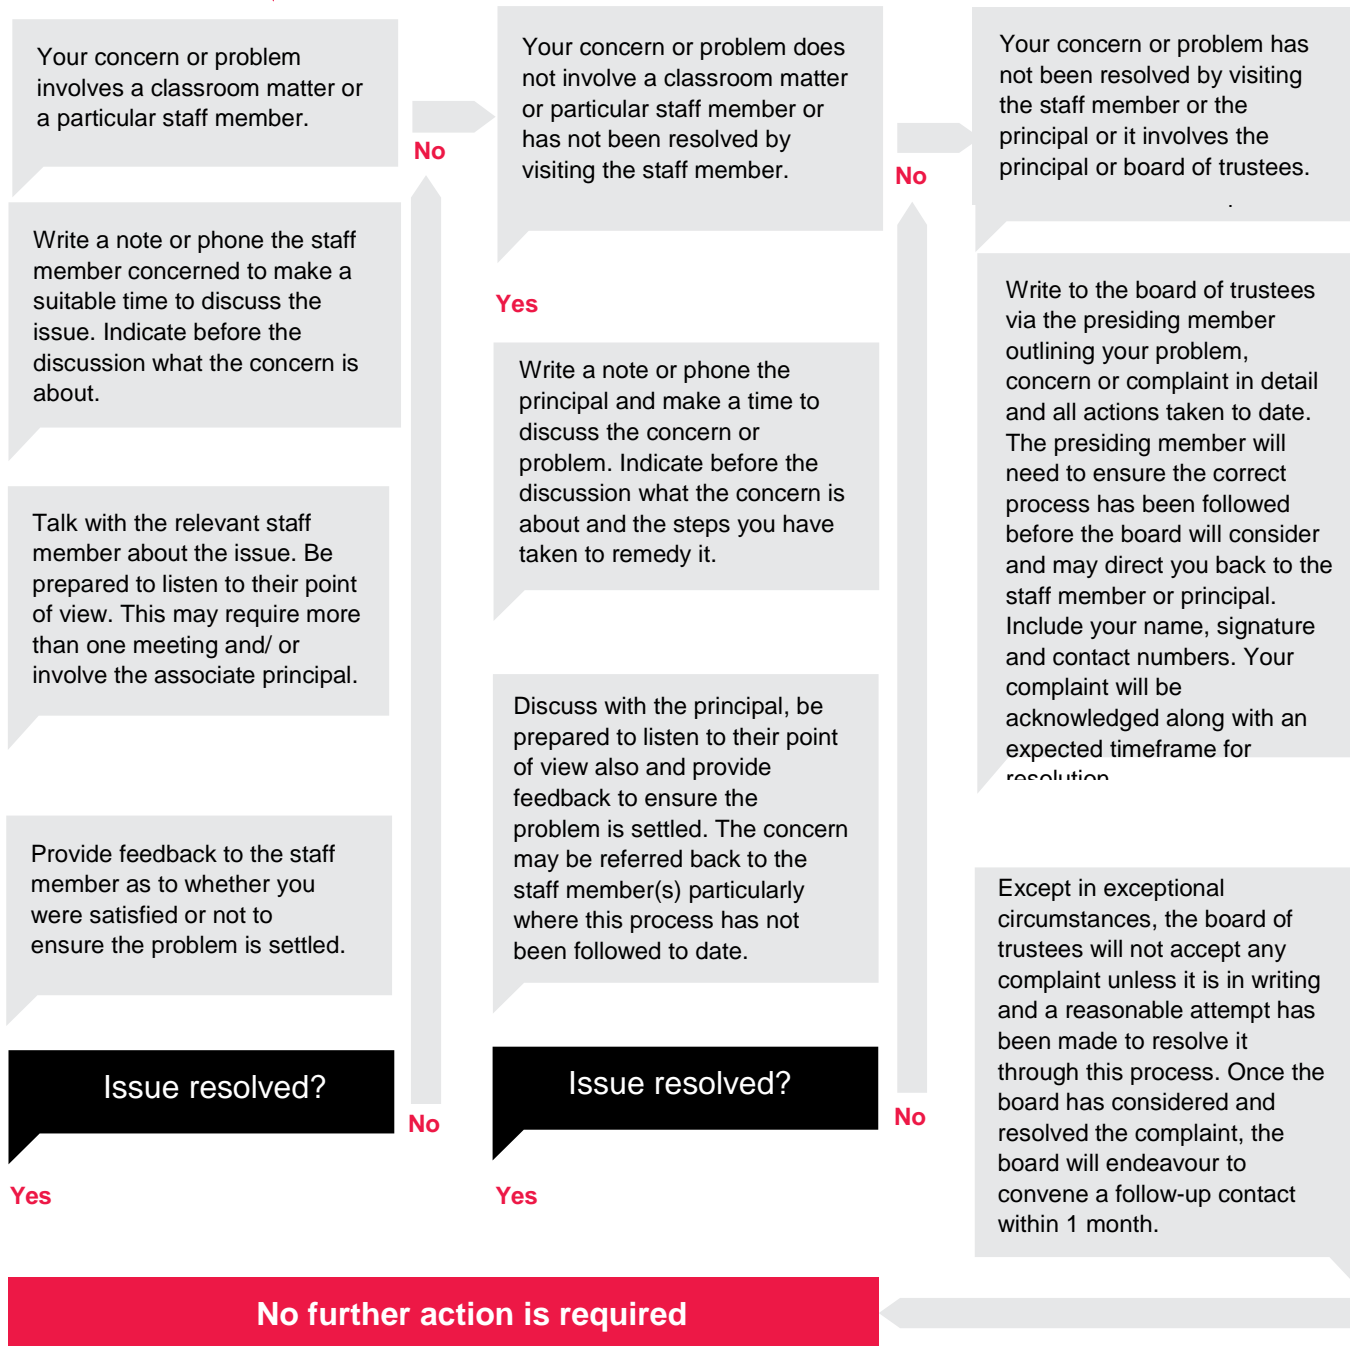 Your concern or problem
involves a classroom matter or
a particular staff member.
No
Write a note or phone the staff
member concerned to make a
suitable time to discuss the
issue. Indicate before the
discussion what the concern is
about.
Talk with the relevant staff
member about the issue. Be
prepared to listen to their point
of view. This may require more
than one meeting and/ or
involve the associate principal.
Provide feedback to the staff
member as to whether you
were satisfied or not to
ensure the problem is settled.
Issue resolved?
No
Yes
Your concern or problem does
not involve a classroom matter
or particular staff member or
has not been resolved by
visiting the staff member.
No
Yes
Write a note or phone the
principal and make a time to
discuss the concern or
problem. Indicate before the
discussion what the concern is
about and the steps you have
taken to remedy it.
Discuss with the principal, be
prepared to listen to their point
of view also and provide
feedback to ensure the
problem is settled. The concern
may be referred back to the
staff member(s) particularly
where this process has not
been followed to date.
Issue resolved?
No
Yes
Your concern or problem has
not been resolved by visiting
the staff member or the
principal or it involves the
principal or board of trustees.
Write to the board of trustees
via the presiding member
outlining your problem,
concern or complaint in detail
and all actions taken to date.
The presiding member will
need to ensure the correct
process has been followed
before the board will consider
and may direct you back to the
staff member or principal.
Include your name, signature
and contact numbers. Your
complaint will be
acknowledged along with an
expected timeframe for
resolution
Except in exceptional
circumstances, the board of
trustees will not accept any
complaint unless it is in writing
and a reasonable attempt has
been made to resolve it
through this process. Once the
board has considered and
resolved the complaint, the
board will endeavour to
convene a follow-up contact
within 1 month.
No further action is required